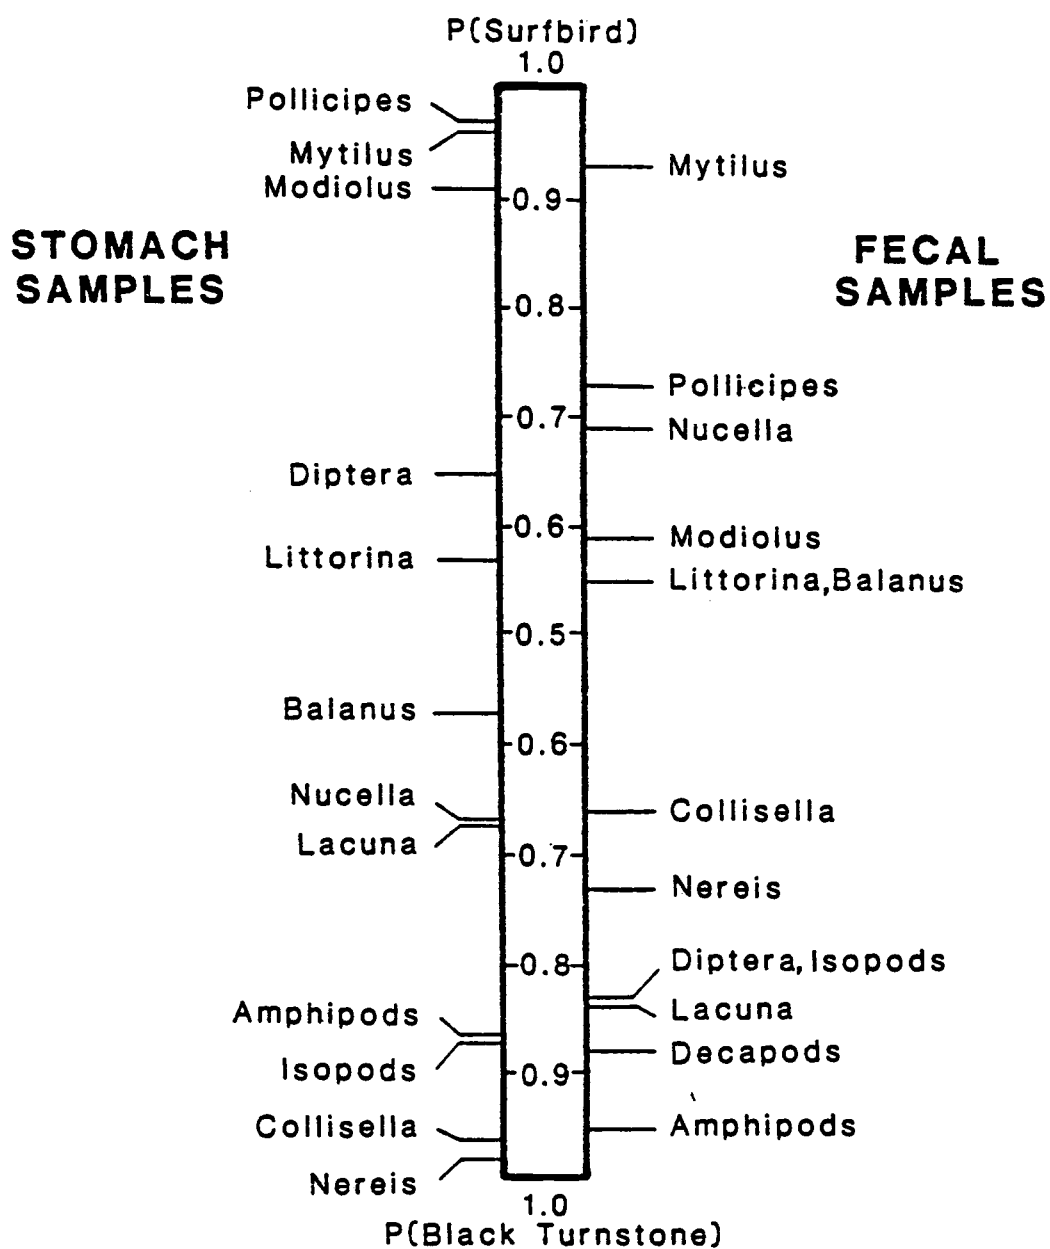 P(Surfbird)
1.0
Pollicipes
Mytilus
Modiolus
Mytilus
0.9
STOMACH
SAMPLES
FECAL
SAMPLES
0.8
Pollicipes
0.7
Nucella
Diptera
0.6
Modiolus
Littorina
Littorina, Balanus
0.5
Balanus
0.6
Nucella
Collisella
Lacuna
0.7
Nereis
0.8
Diptera, Isopods
Amphipods
Lacuna
Decapods
Isopods
0.9
Collisella
Amphipods
Nereis
1.0
P(Black Turnstone)